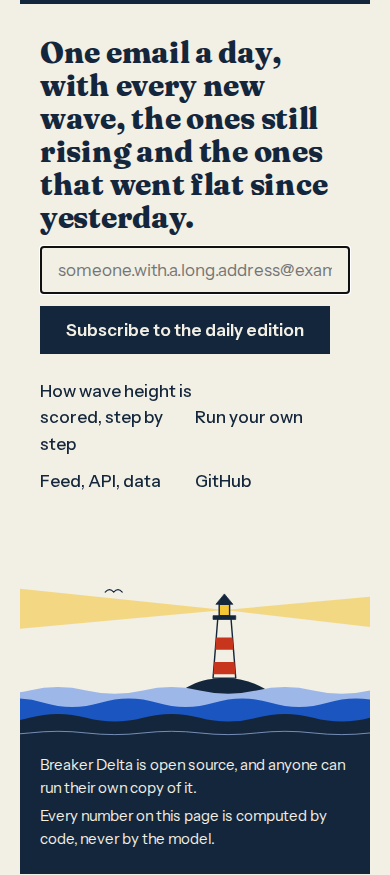 One email a day,
with every new
wave, the ones still
rising and the ones
that went flat since
yesterday.
someone.with.a.long.address@exam
Subscribe to the daily edition
How wave height is
scored, step by
step
Run your own
Feed, API, data
GitHub
Breaker Delta is open source, and anyone can
run their own copy of it.
Every number on this page is computed by
code, never by the model.